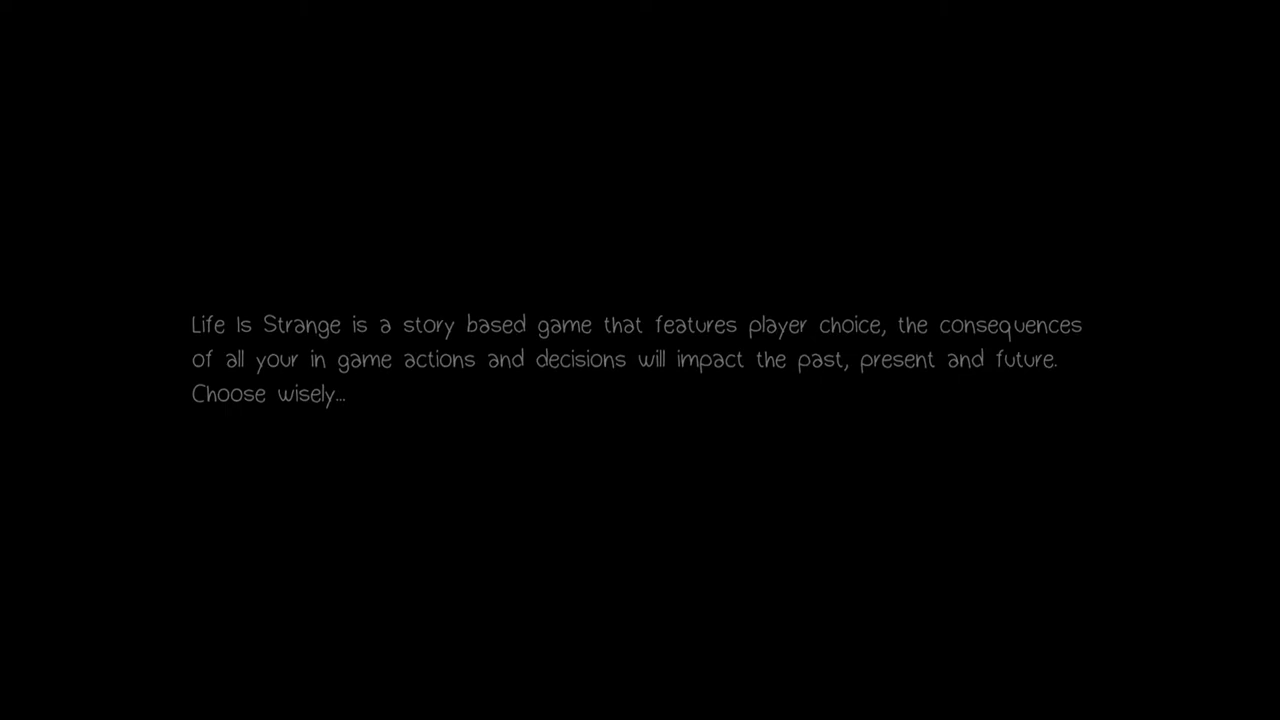 Life Is Strange is a story based game that features player choice, the consequences
of all your in game actions and decisions will impact the past, present and future.
Choose wisely...